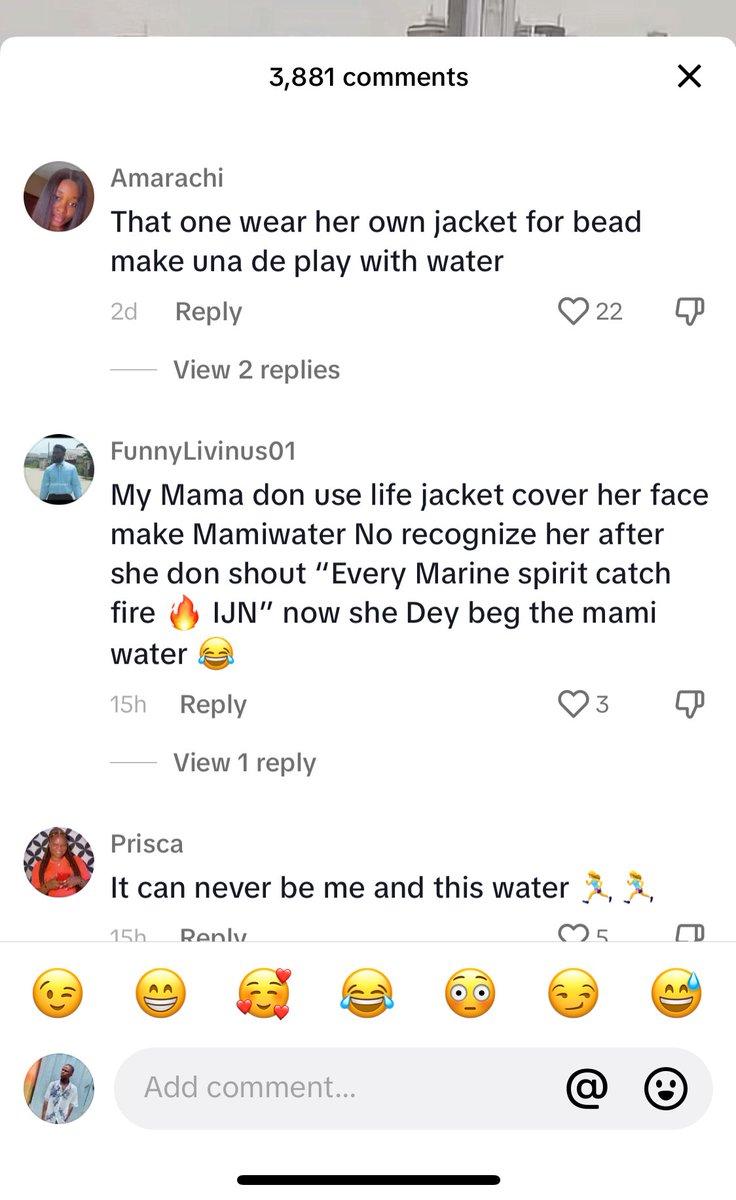 3,881 comments
Amarachi
That one wear her own jacket for bead
make una de play with water
2d Reply 22
View 2 replies
FunnyLivinus01
My Mama don use life jacket cover her face
make Mamiwater No recognize her after
she don shout “Every Marine spirit catch
fire 🔥 IJN” now she Dey beg the mami
water 😂
15h Reply 3
View 1 reply
Prisca
It can never be me and this water 🏃‍♀️🏃‍♀️
15h Reply 5
Add comment... @